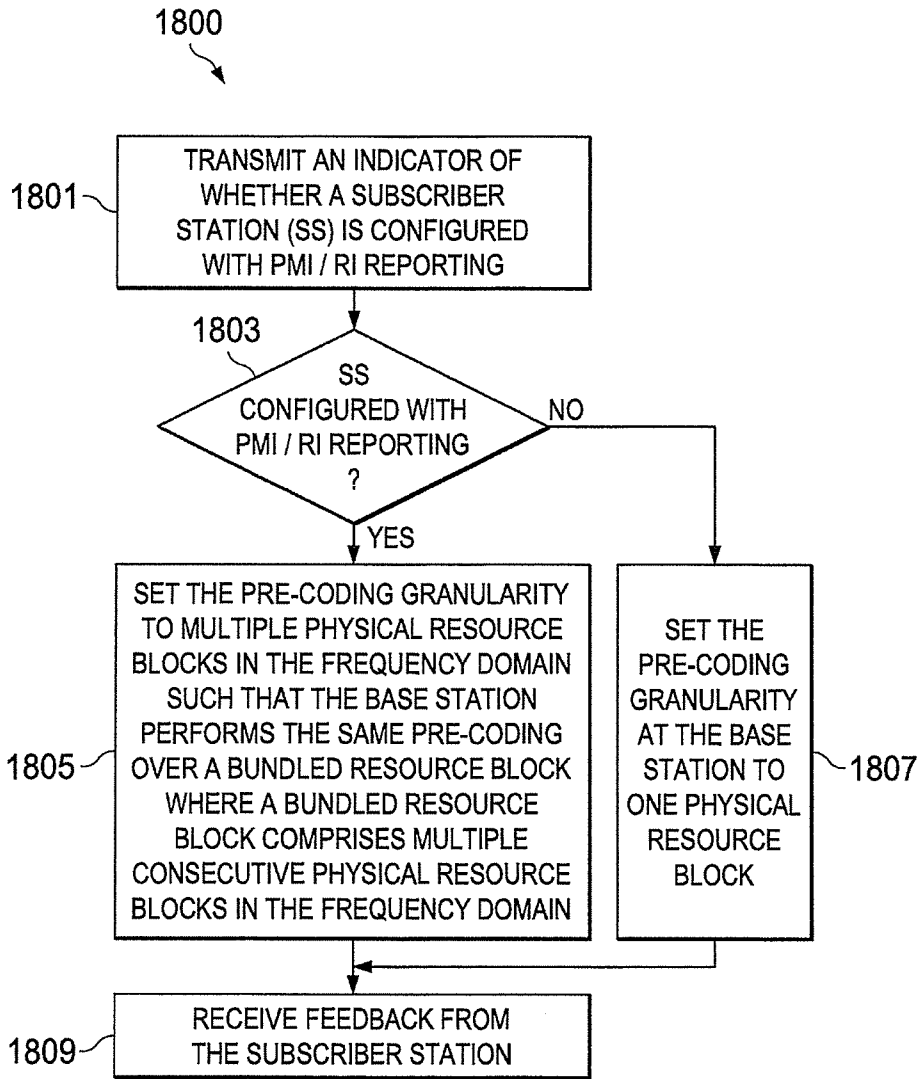 1800
TRANSMIT AN INDICATOR OF
WHETHER A SUBSCRIBER
STATION (SS) IS CONFIGURED
WITH PMI / RI REPORTING
1801
1803
SS
CONFIGURED WITH
PMI / RI REPORTING
?
NO
YES
SET THE PRE-CODING GRANULARITY
TO MULTIPLE PHYSICAL RESOURCE
BLOCKS IN THE FREQUENCY DOMAIN
SUCH THAT THE BASE STATION
PERFORMS THE SAME PRE-CODING
OVER A BUNDLED RESOURCE BLOCK
WHERE A BUNDLED RESOURCE
BLOCK COMPRISES MULTIPLE
CONSECUTIVE PHYSICAL RESOURCE
BLOCKS IN THE FREQUENCY DOMAIN
1805
SET THE
PRE-CODING
GRANULARITY
AT THE BASE
STATION TO
ONE PHYSICAL
RESOURCE
BLOCK
1807
RECEIVE FEEDBACK FROM
THE SUBSCRIBER STATION
1809